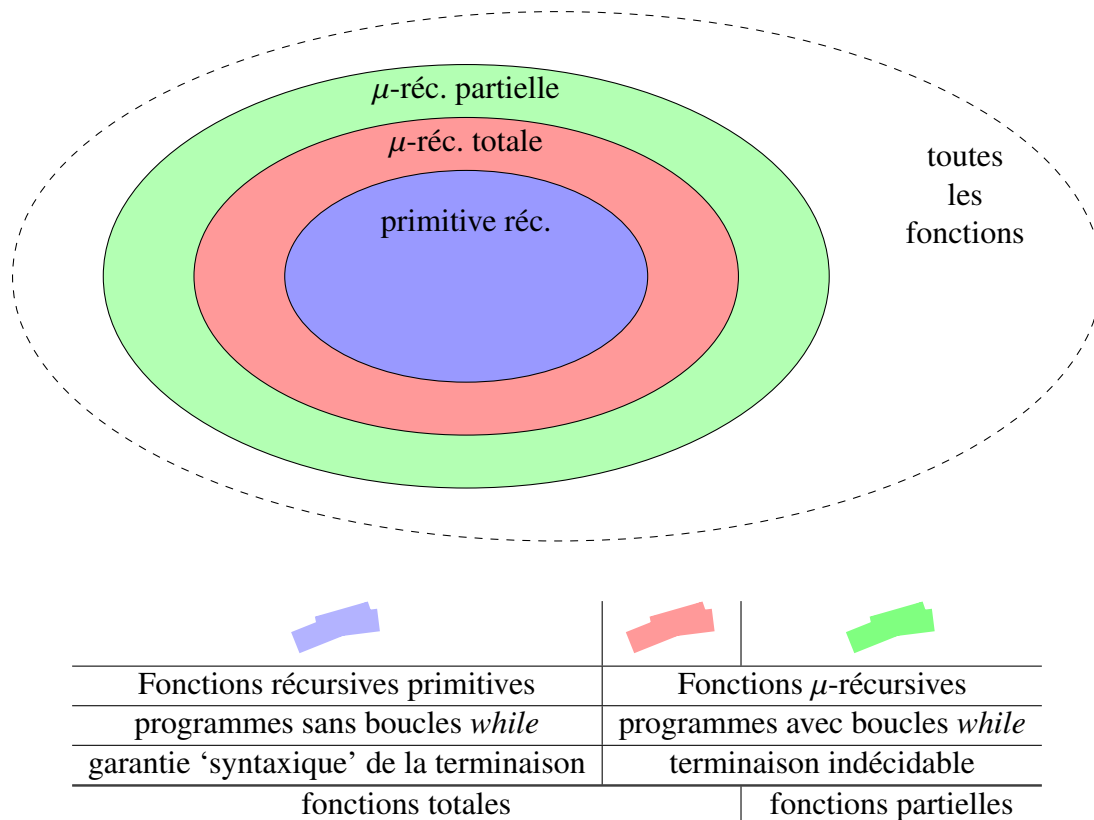 μ-réc. partielle
μ-réc. totale
primitive réc.
toutes
les
fonctions
Fonctions récursives primitives Fonctions μ-récursives
programmes sans boucles while programmes avec boucles while
garantie ‘syntaxique’ de la terminaison terminaison indécidable
fonctions totales fonctions partielles